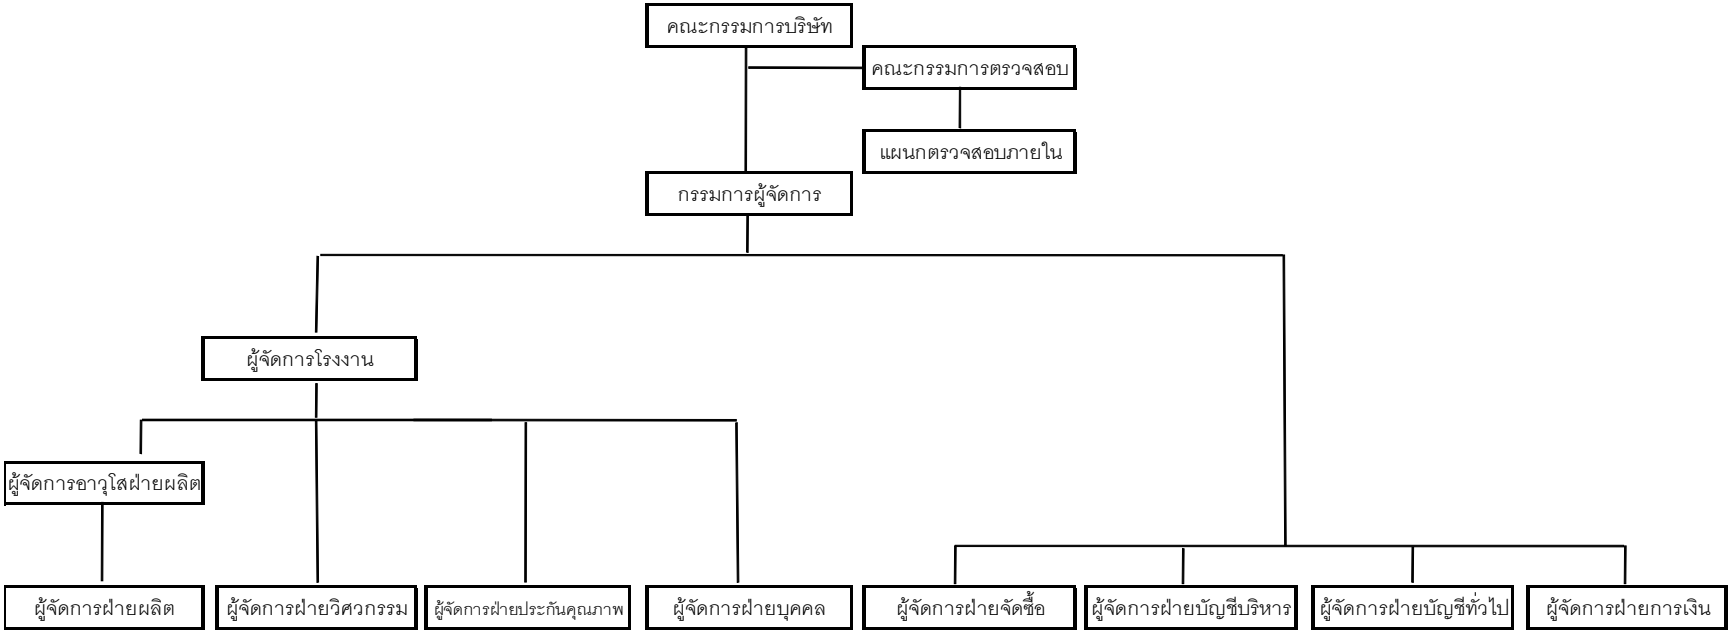 คณะกรรมการบริษัท
คณะกรรมการตรวจสอบ
แผนกตรวจสอบภายใน
กรรมการผู้จัดการ
ผู้จัดการโรงงาน
ผู้จัดการอาวุโสฝ่ายผลิต
ผู้จัดการฝ่ายผลิต
ผู้จัดการฝ่ายวิศวกรรม
ผู้จัดการฝ่ายประกันคุณภาพ
ผู้จัดการฝ่ายบุคคล
ผู้จัดการฝ่ายจัดซื้อ
ผู้จัดการฝ่ายบัญชีบริหาร
ผู้จัดการฝ่ายบัญชีทั่วไป
ผู้จัดการฝ่ายการเงิน